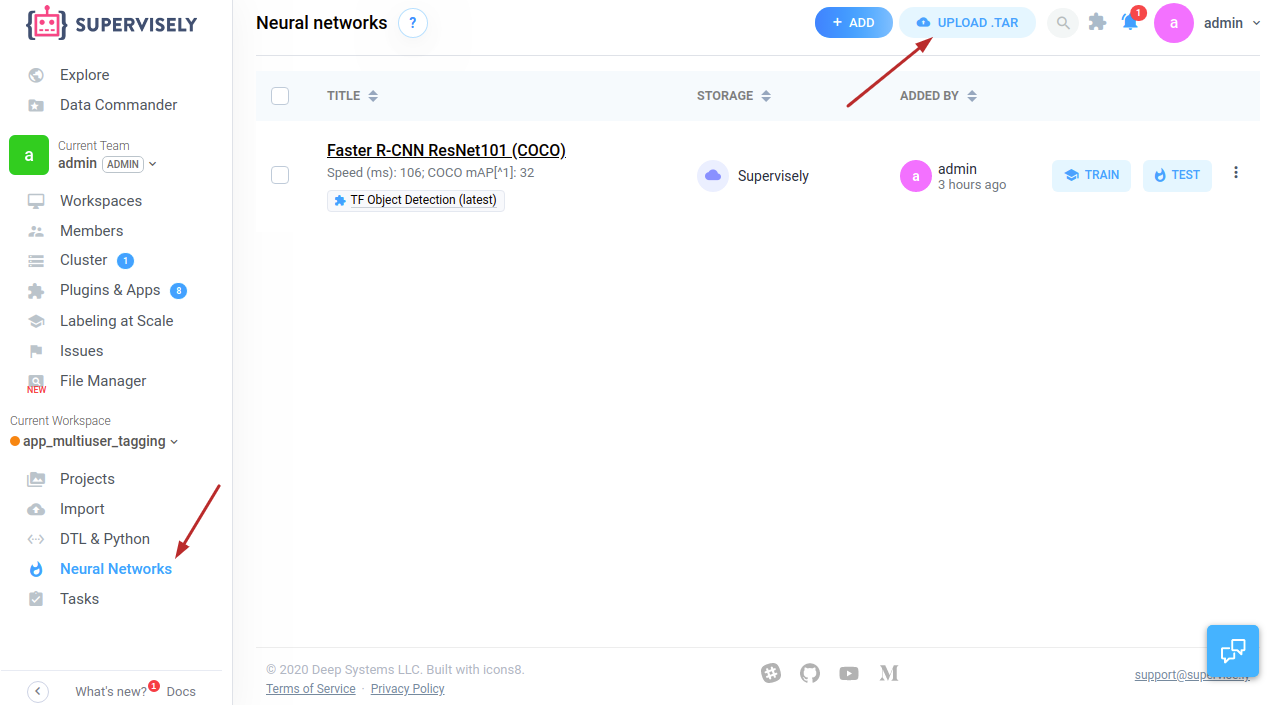 SUPERVISELY
Explore
Data Commander
a
Current Team
admin ADMIN
Workspaces
Members
Cluster 1
Plugins & Apps 8
Labeling at Scale
Issues
File Manager
NEW
Current Workspace
app_multiuser_tagging
Projects
Import
DTL & Python
Neural Networks
Tasks
What's new? 1 Docs
Neural networks ?
+ ADD
UPLOAD .TAR
1
a
admin
TITLE STORAGE ADDED BY
Faster R-CNN ResNet101 (COCO)
Speed (ms): 106; COCO mAP[^1]: 32
TF Object Detection (latest)
Supervisely
a
admin
3 hours ago
TRAIN
TEST
© 2020 Deep Systems LLC. Built with icons8.
Terms of Service · Privacy Policy
support@supervise.ly